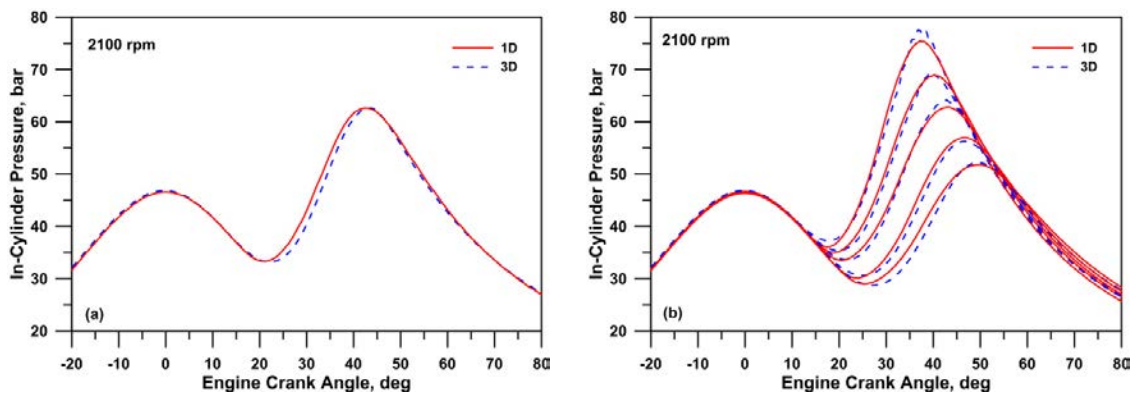 80
70
60
50
40
30
20
In-Cylinder Pressure, bar
2100 rpm
1D
3D
(a)
-20 -10 0 10 20 30 40 50 60 70 80
Engine Crank Angle, deg
80
70
60
50
40
30
20
In-Cylinder Pressure, bar
2100 rpm
1D
3D
(b)
-20 -10 0 10 20 30 40 50 60 70 80
Engine Crank Angle, deg